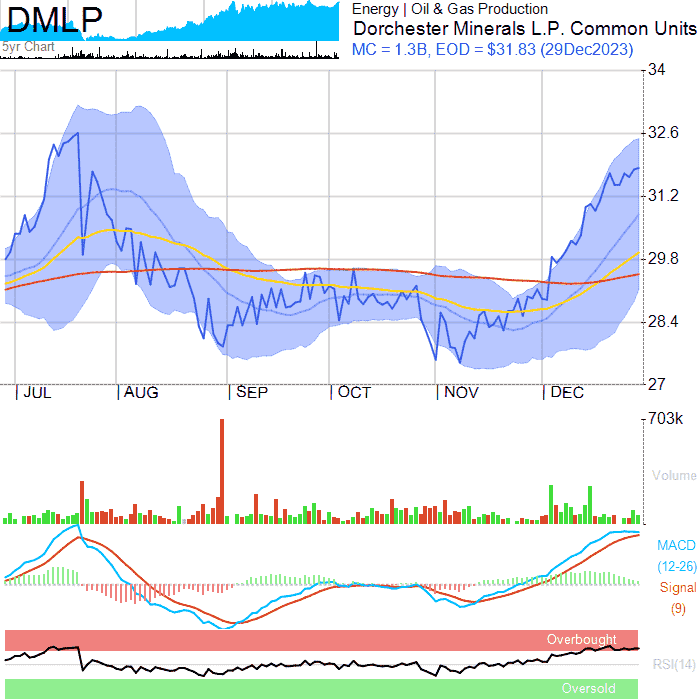 DMLP
5yr Chart
Energy | Oil & Gas Production
Dorchester Minerals L.P. Common Units
MC = 1.3B, EOD = $31.83 (29Dec2023)
34
32.6
31.2
29.8
28.4
27
|JUL |AUG |SEP |OCT |NOV |DEC
703k
Volume
MACD
(12-26)
Signal
(9)
Overbought
RSI(14)
Oversold